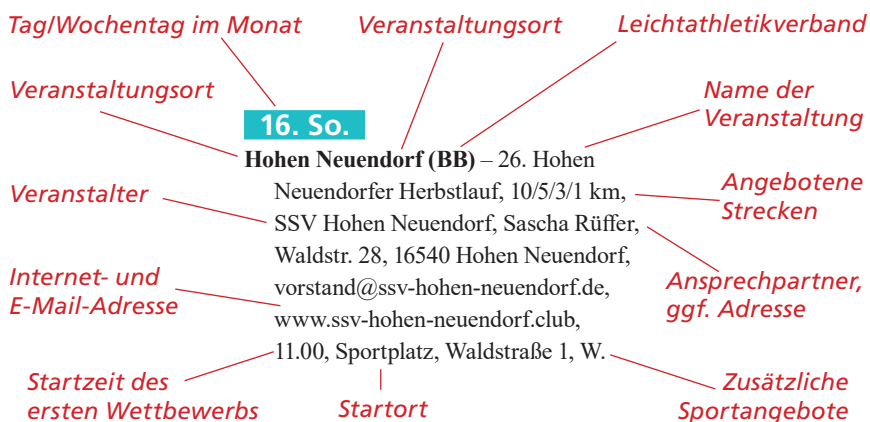 Tag/Wochentag im Monat
Veranstaltungsort
Leichtathletikverband
Veranstaltungsort
Name der
Veranstaltung
16. So.
Hohen Neuendorf (BB) – 26. Hohen
Neuendorfer Herbstlauf, 10/5/3/1 km,
SSV Hohen Neuendorf, Sascha Rüffer,
Waldstr. 28, 16540 Hohen Neuendorf,
vorstand@ssv-hohen-neuendorf.de,
www.ssv-hohen-neuendorf.club,
11.00, Sportplatz, Waldstraße 1, W.
Veranstalter
Angebotene
Strecken
Internet- und
E-Mail-Adresse
Ansprechpartner,
ggf. Adresse
Startzeit des
ersten Wettbewerbs
Startort
Zusätzliche
Sportangebote